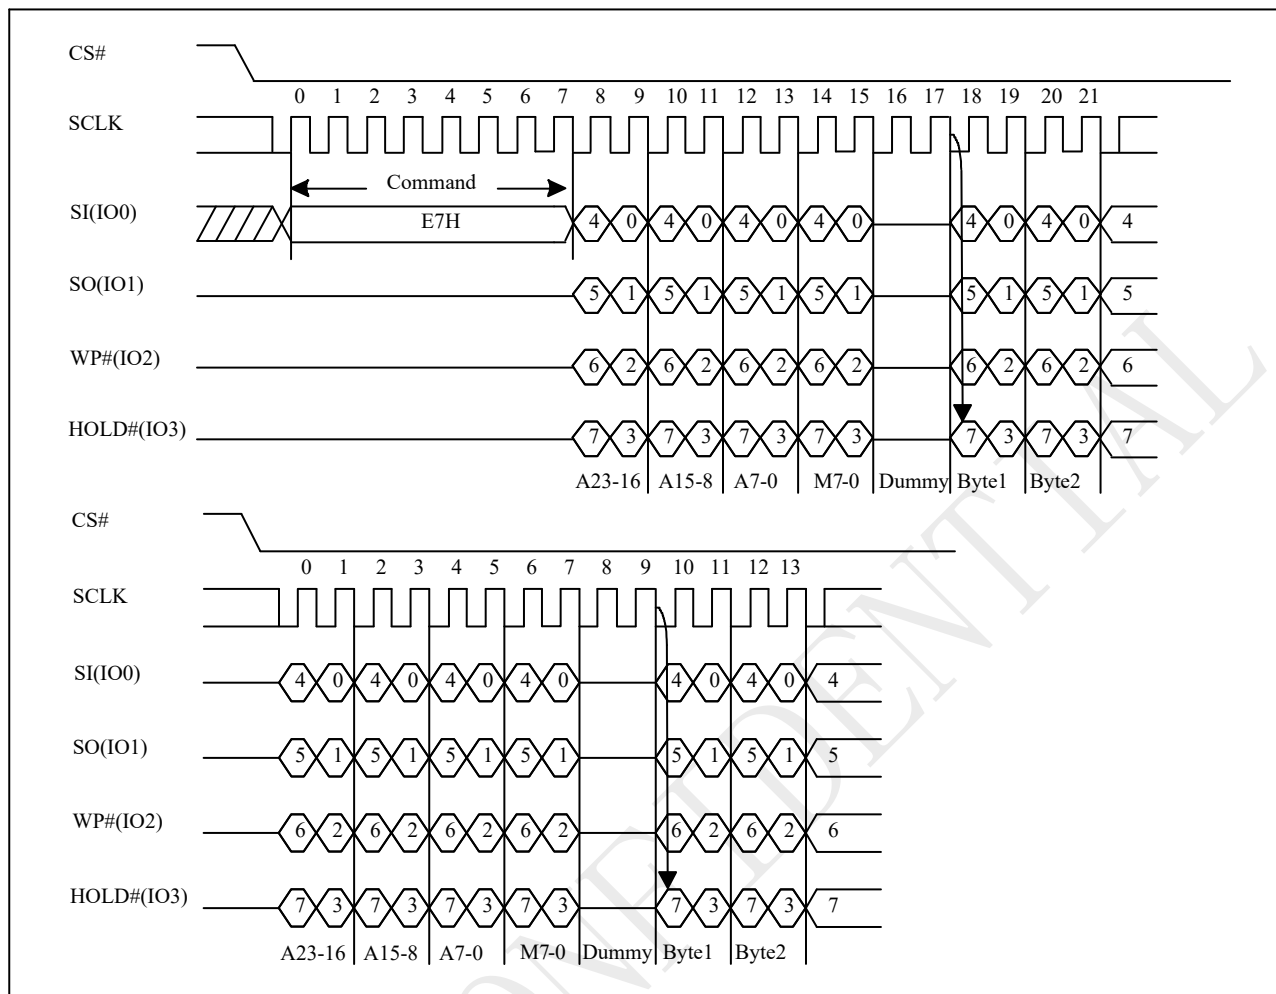 CS#
0 1 2 3 4 5 6 7 8 9 10 11 12 13 14 15 16 17 18 19 20 21
SCLK
Command
SI(IO0) E7H 4 0 4 0 4 0 4 0 4 0 4 0 4
SO(IO1) 5 1 5 1 5 1 5 1 5 1 5 1 5
WP#(IO2) 6 2 6 2 6 2 6 2 6 2 6 2 6
HOLD#(IO3) 7 3 7 3 7 3 7 3 7 3 7 3 7
A23-16 A15-8 A7-0 M7-0 Dummy Byte1 Byte2
CS#
0 1 2 3 4 5 6 7 8 9 10 11 12 13
SCLK
SI(IO0) 4 0 4 0 4 0 4 0 4 0 4 0 4
SO(IO1) 5 1 5 1 5 1 5 1 5 1 5 1 5
WP#(IO2) 6 2 6 2 6 2 6 2 6 2 6 2 6
HOLD#(IO3) 7 3 7 3 7 3 7 3 7 3 7 3 7
A23-16 A15-8 A7-0 M7-0 Dummy Byte1 Byte2
ONFIDENTIAL